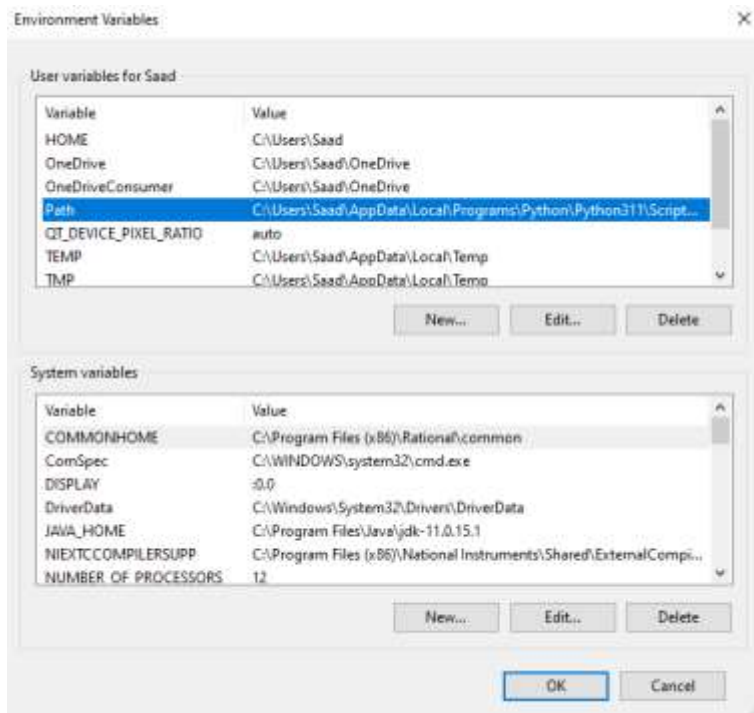 Environment Variables
User variables for Saad
Variable Value
HOME C:\Users\Saad
OneDrive C:\Users\Saad\OneDrive
OneDriveConsumer C:\Users\Saad\OneDrive
Path C:\Users\Saad\AppData\Local\Programs\Python\Python311\Script...
QT_DEVICE_PIXEL_RATIO auto
TEMP C:\Users\Saad\AppData\Local\Temp
TMP C:\Users\Saad\AppData\Local\Temp
New... Edit... Delete
System variables
Variable Value
COMMONHOME C:\Program Files (x86)\Rational\common
ComSpec C:\WINDOWS\system32\cmd.exe
DISPLAY :0.0
DriverData C:\Windows\System32\Drivers\DriverData
JAVA_HOME C:\Program Files\Java\jdk-11.0.15.1
NIEXTCCOMPILERSUPP C:\Program Files (x86)\National Instruments\Shared\ExternalCompi...
NUMBER_OF_PROCESSORS 12
New... Edit... Delete
OK Cancel